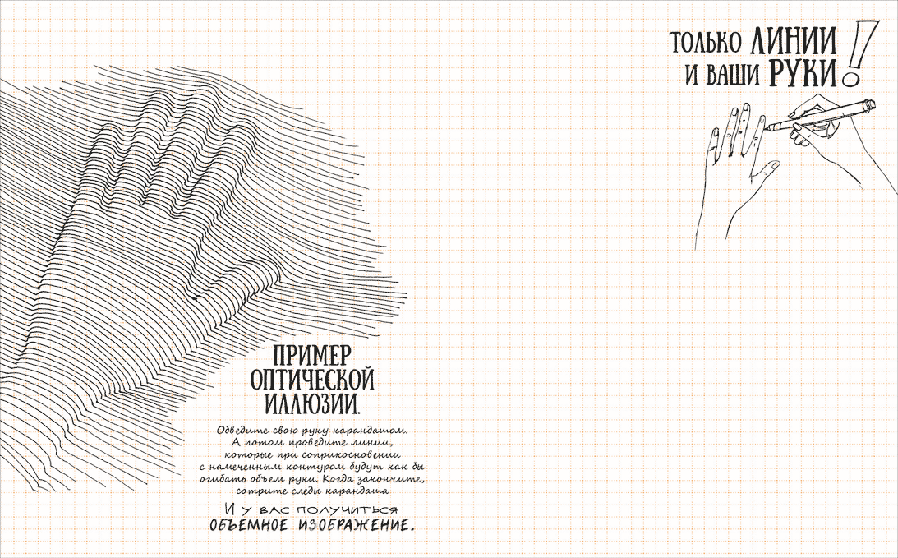 ТОЛЬКО ЛИНИИ
И ВАШИ РУКИ!
ПРИМЕР
ОПТИЧЕСКОЙ
ИЛЛЮЗИИ.
Обведите свою руку карандашом.
А потом проведите линии,
которые при соприкосновении
с намеченным контуром будут как бы
огибать объем руки. Когда закончите,
сотрите следы карандаша
И у вас получиться
ОБЪЕМНОЕ ИЗОБРАЖЕНИЕ.